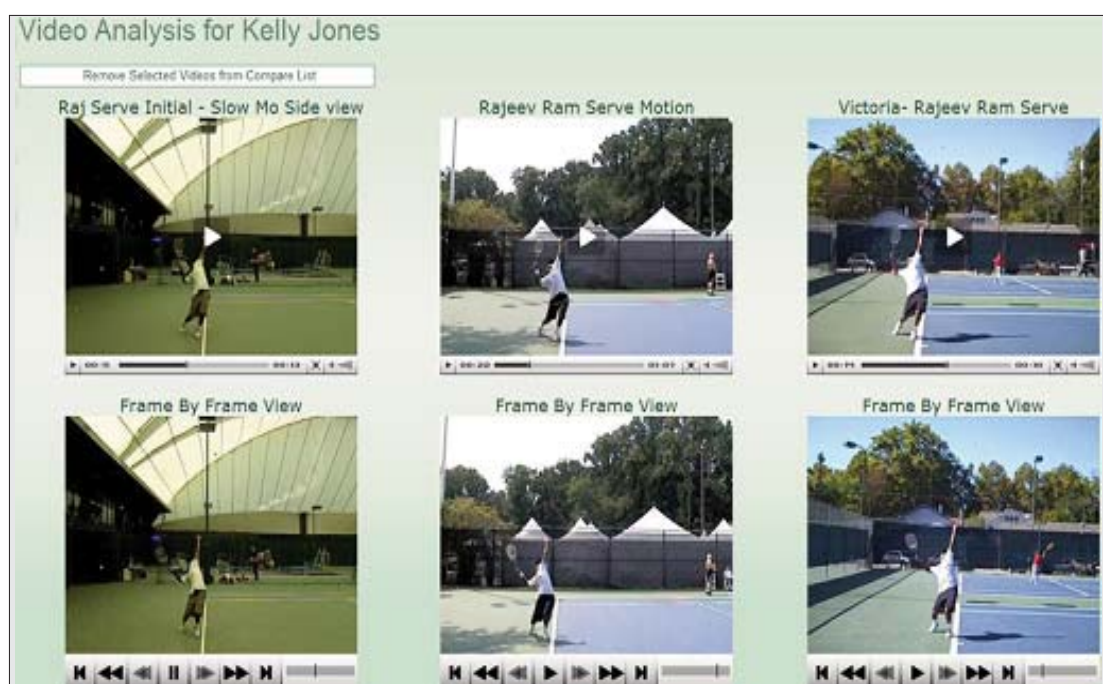 Video Analysis for Kelly Jones
Remove Selected Videos from Compare List
Raj Serve Initial - Slow Mo Side view
Rajeev Ram Serve Motion
Victoria- Rajeev Ram Serve
Frame By Frame View
Frame By Frame View
Frame By Frame View